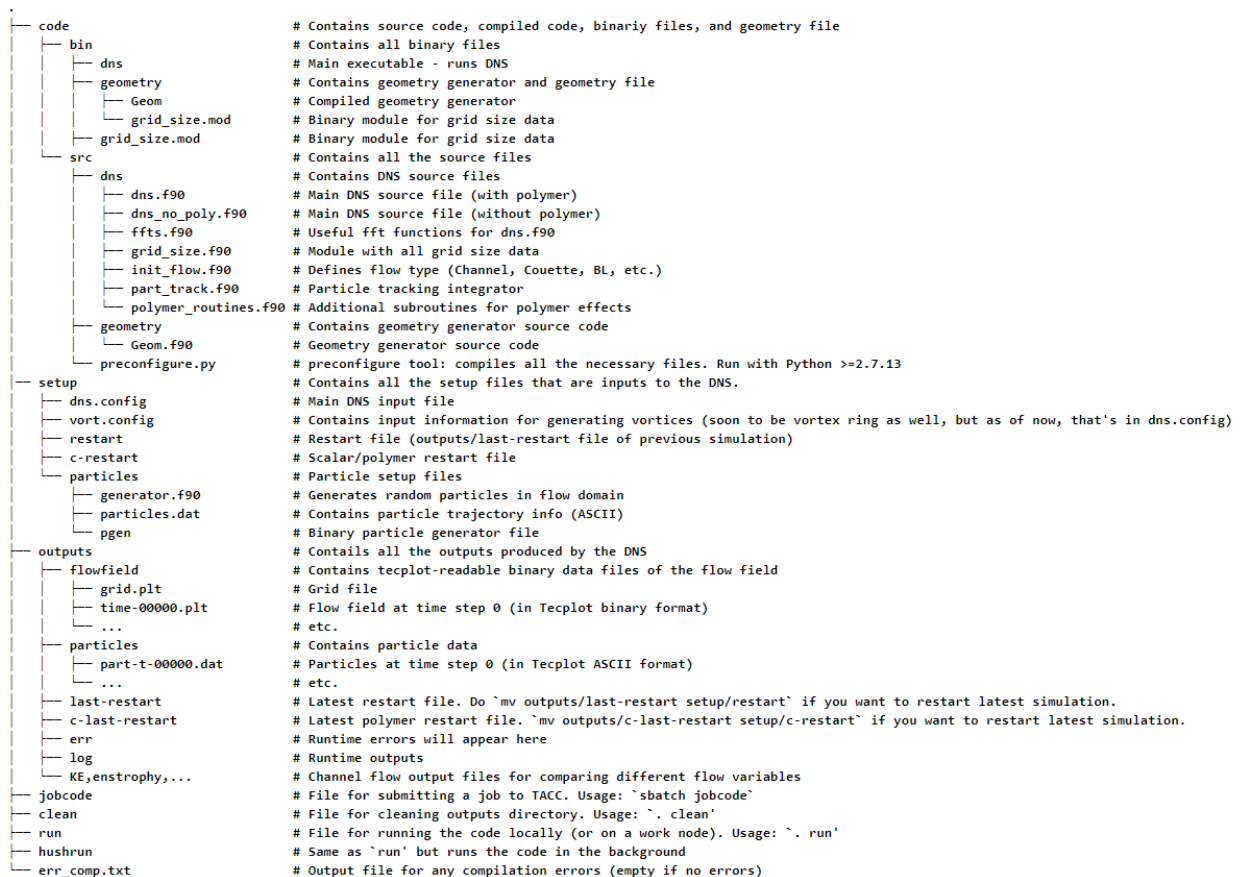 .
├── code # Contains source code, compiled code, binariy files, and geometry file
│   ├── bin # Contains all binary files
│   │   ├── dns # Main executable - runs DNS
│   │   ├── geometry # Contains geometry generator and geometry file
│   │   │   ├── Geom # Compiled geometry generator
│   │   │   └── grid_size.mod # Binary module for grid size data
│   │   ├── grid_size.mod # Binary module for grid size data
│   └── src # Contains all the source files
│       ├── dns # Contains DNS source files
│       │   ├── dns.f90 # Main DNS source file (with polymer)
│       │   ├── dns_no_poly.f90 # Main DNS source file (without polymer)
│       │   ├── ffts.f90 # Useful fft functions for dns.f90
│       │   ├── grid_size.f90 # Module with all grid size data
│       │   ├── init_flow.f90 # Defines flow type (Channel, Couette, BL, etc.)
│       │   ├── part_track.f90 # Particle tracking integrator
│       │   └── polymer_routines.f90 # Additional subroutines for polymer effects
│       ├── geometry # Contains geometry generator source code
│       │   └── Geom.f90 # Geometry generator source code
│       └── preconfigure.py # preconfigure tool: compiles all the necessary files. Run with Python >=2.7.13
|── setup # Contains all the setup files that are inputs to the DNS.
│   ├── dns.config # Main DNS input file
│   ├── vort.config # Contains input information for generating vortices (soon to be vortex ring as well, but as of now, that's in dns.config)
│   ├── restart # Restart file (outputs/last-restart file of previous simulation)
│   ├── c-restart # Scalar/polymer restart file
│   └── particles # Particle setup files
│       ├── generator.f90 # Generates random particles in flow domain
│       ├── particles.dat # Contains particle trajectory info (ASCII)
│       └── pgen # Binary particle generator file
├── outputs # Contails all the outputs produced by the DNS
│   ├── flowfield # Contains tecplot-readable binary data files of the flow field
│   │   ├── grid.plt # Grid file
│   │   ├── time-00000.plt # Flow field at time step 0 (in Tecplot binary format)
│   │   └── ... # etc.
│   ├── particles # Contains particle data
│   │   ├── part-t-00000.dat # Particles at time step 0 (in Tecplot ASCII format)
│   │   └── ... # etc.
│   ├── last-restart # Latest restart file. Do `mv outputs/last-restart setup/restart` if you want to restart latest simulation.
│   ├── c-last-restart # Latest polymer restart file. `mv outputs/c-last-restart setup/c-restart` if you want to restart latest simulation.
│   ├── err # Runtime errors will appear here
│   ├── log # Runtime outputs
│   └── KE,enstrophy,... # Channel flow output files for comparing different flow variables
├── jobcode # File for submitting a job to TACC. Usage: `sbatch jobcode`
├── clean # File for cleaning outputs directory. Usage: `. clean'
├── run # File for running the code locally (or on a work node). Usage: `. run'
├── hushrun # Same as `run' but runs the code in the background
└── err_comp.txt # Output file for any compilation errors (empty if no errors)